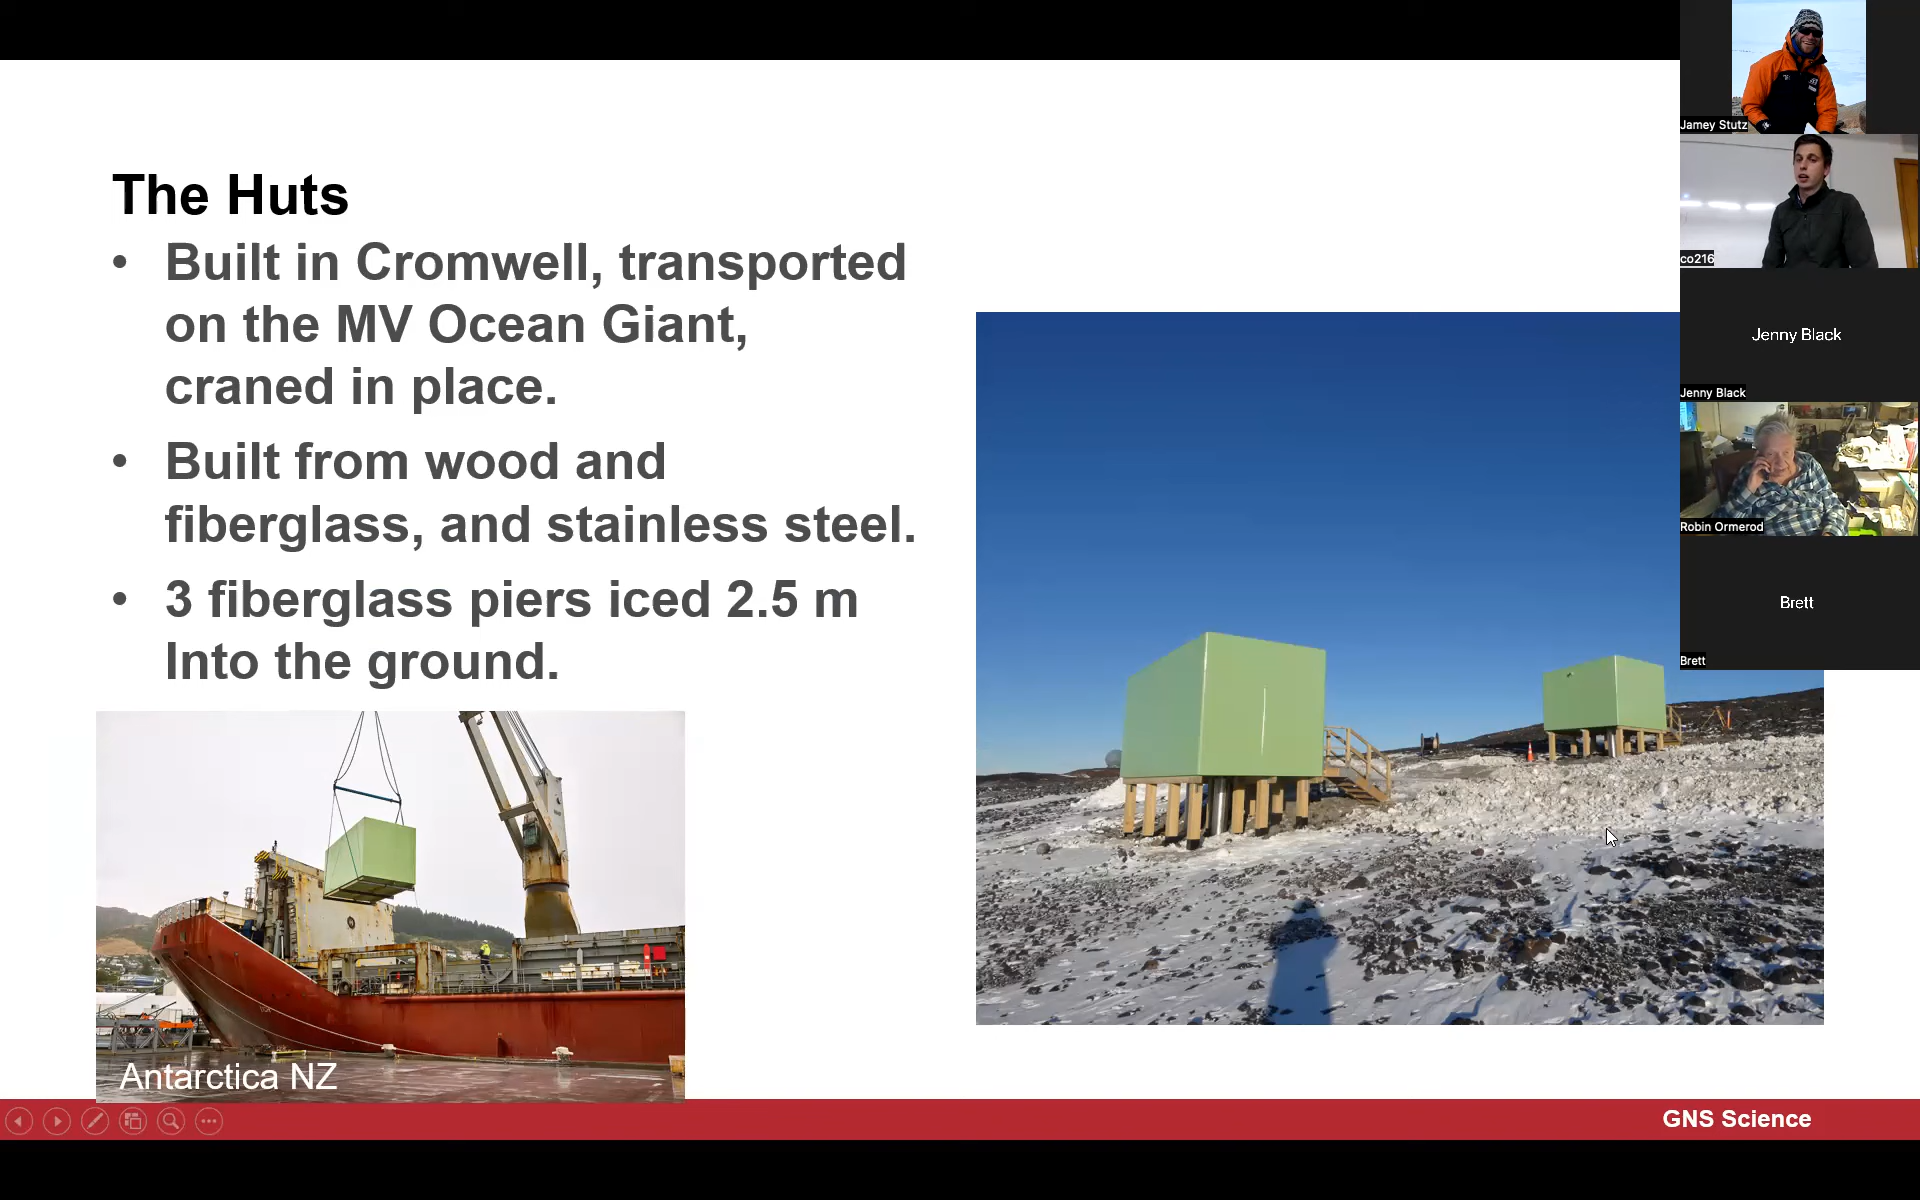 The Huts
• Built in Cromwell, transported
on the MV Ocean Giant,
craned in place.
• Built from wood and
fiberglass, and stainless steel.
• 3 fiberglass piers iced 2.5 m
Into the ground.
Antarctica NZ
GNS Science
Jamey Stutz
co216
Jenny Black
Jenny Black
Robin Ormerod
Brett
Brett